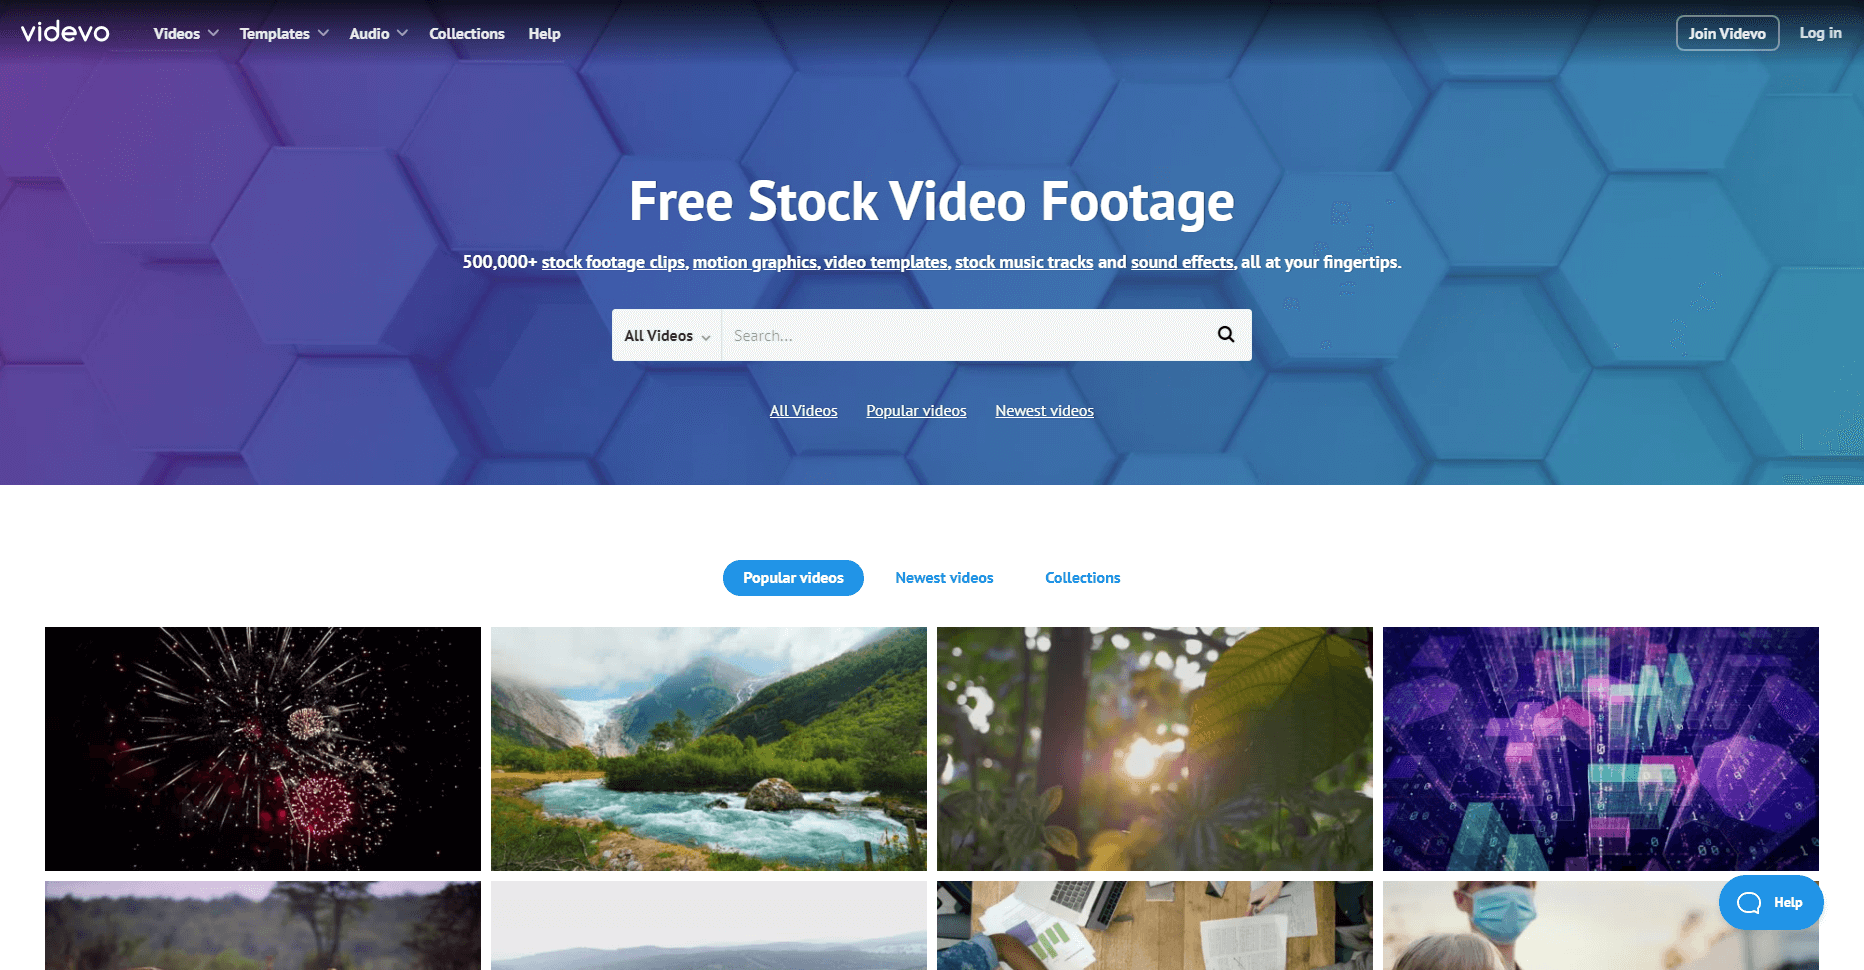 videvo Videos Templates Audio Collections Help Join Videvo Log in
Free Stock Video Footage
500,000+ stock footage clips, motion graphics, video templates, stock music tracks and sound effects, all at your fingertips.
All Videos Search...
All Videos Popular videos Newest videos
Popular videos Newest videos Collections
Help